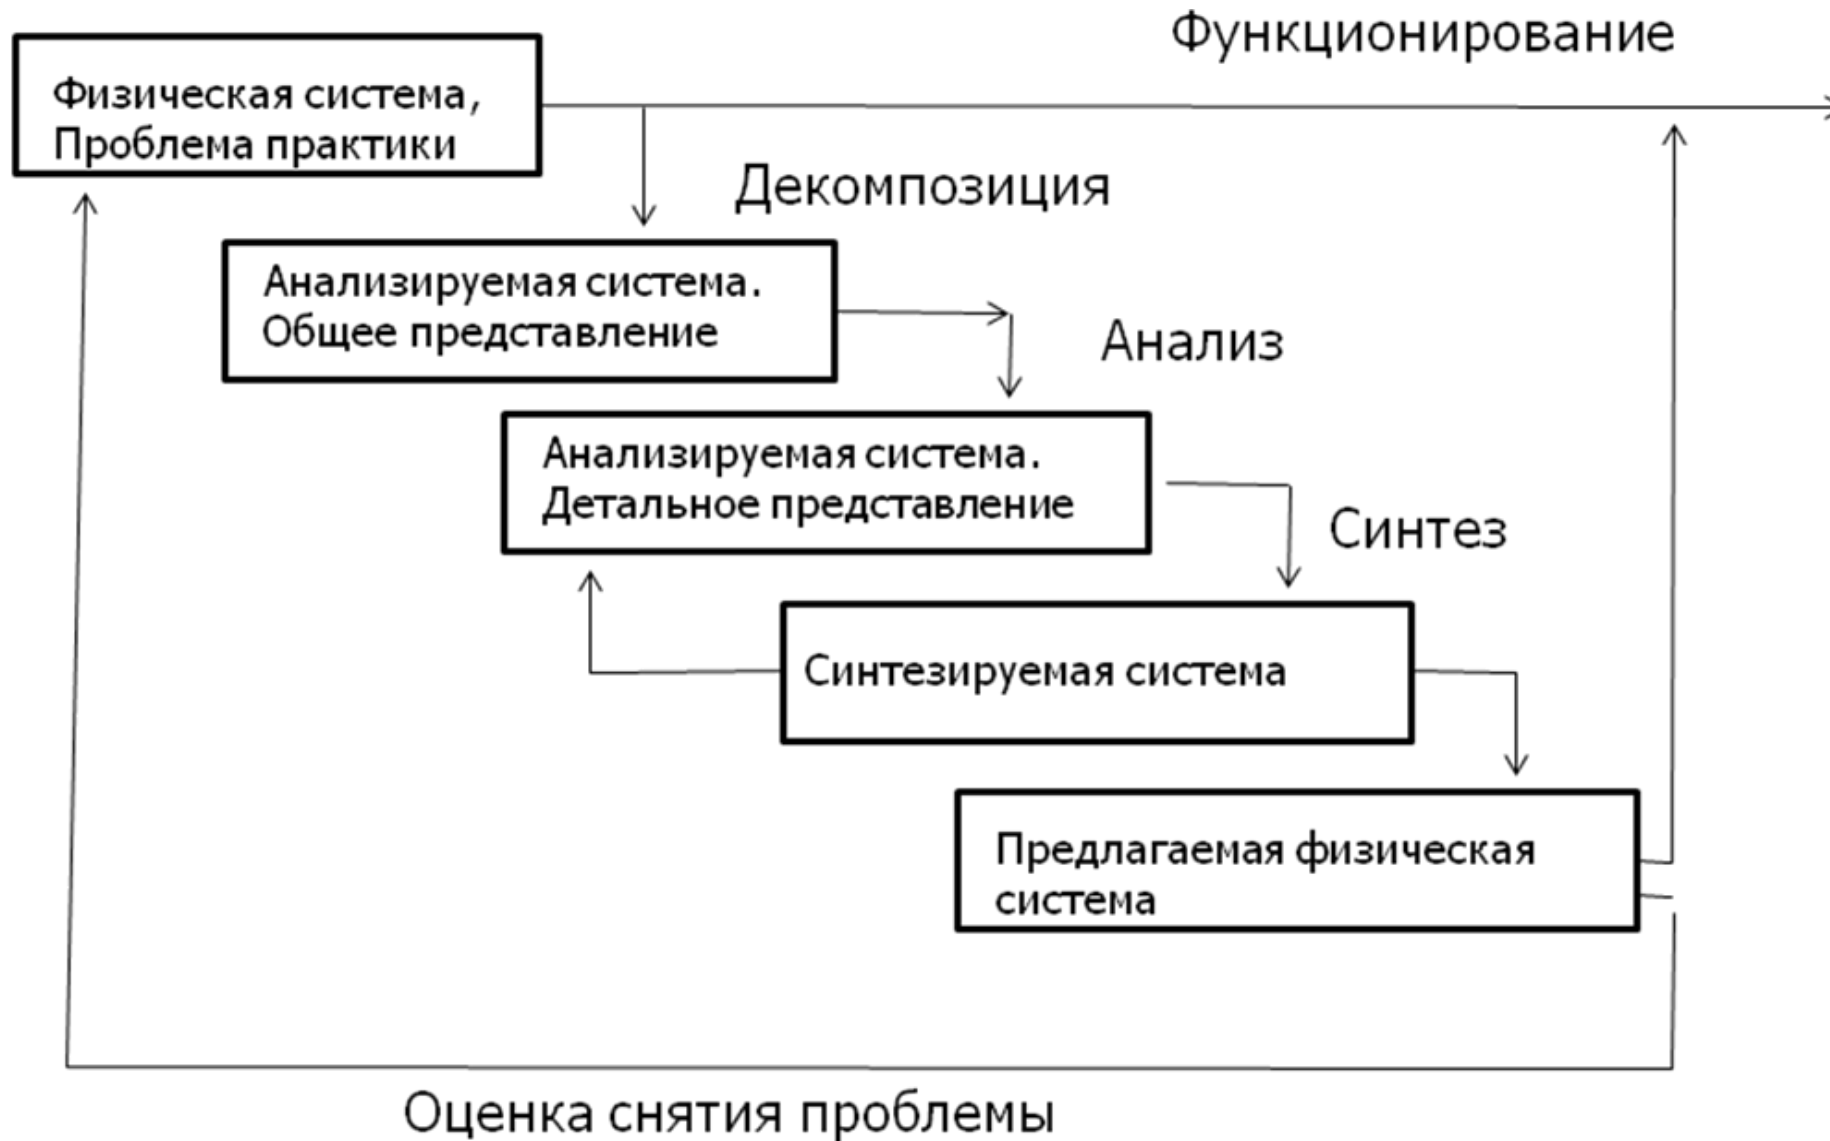 Функционирование
Физическая система,
Проблема практики
Декомпозиция
Анализируемая система.
Общее представление
Анализ
Анализируемая система.
Детальное представление
Синтез
Синтезируемая система
Предлагаемая физическая
система
Оценка снятия проблемы